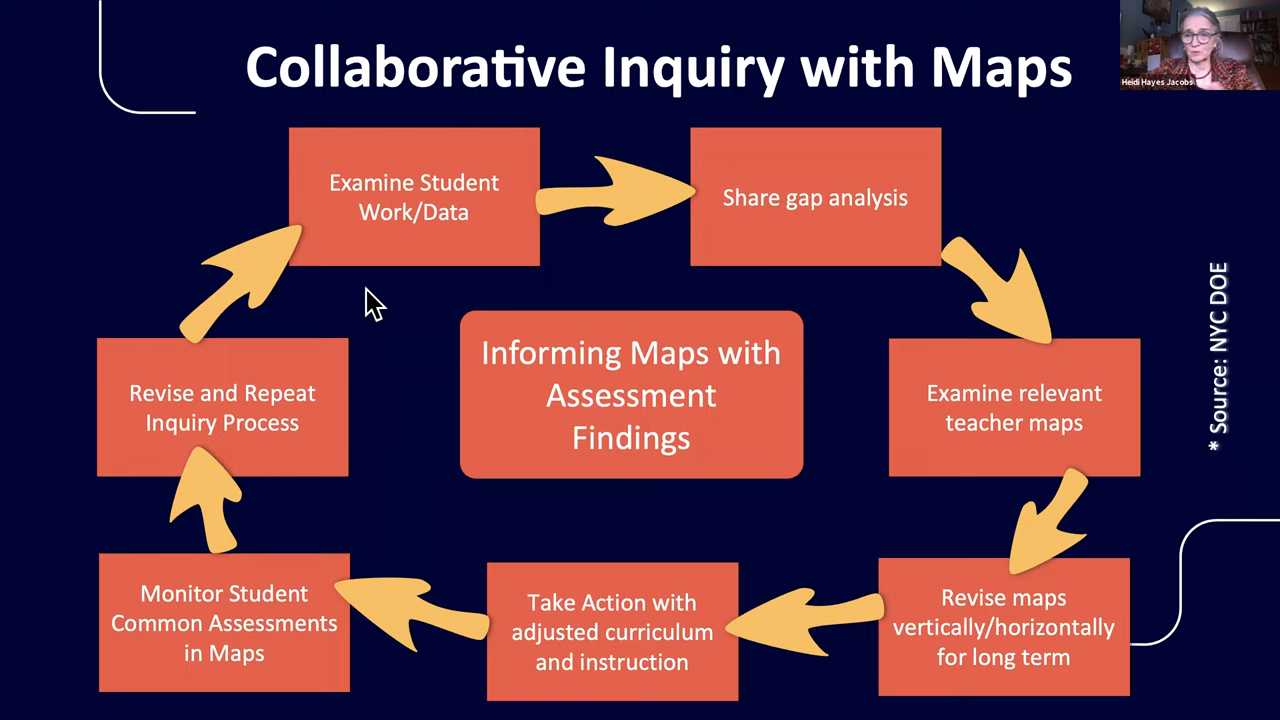 Collaborative Inquiry with Maps
Heidi Hayes Jacobs
Examine Student
Work/Data
Share gap analysis
Examine relevant
teacher maps
Revise maps
vertically/horizontally
for long term
Take Action with
adjusted curriculum
and instruction
Monitor Student
Common Assessments
in Maps
Revise and Repeat
Inquiry Process
Informing Maps with
Assessment
Findings
* Source: NYC DOE